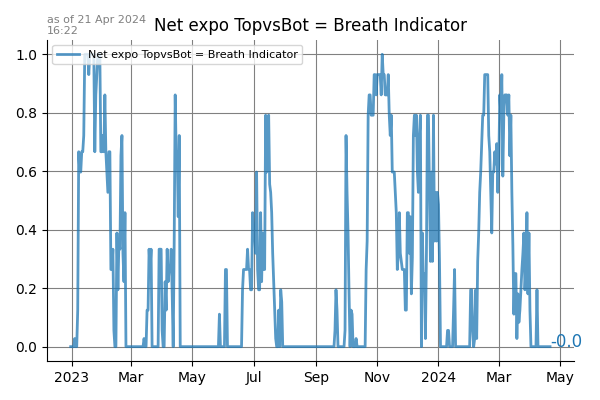 as of 21 Apr 2024
16:22
Net expo TopvsBot = Breath Indicator
Net expo TopvsBot = Breath Indicator
1.0
0.8
0.6
0.4
0.2
0.0
-0.0
2023 Mar May Jul Sep Nov 2024 Mar May